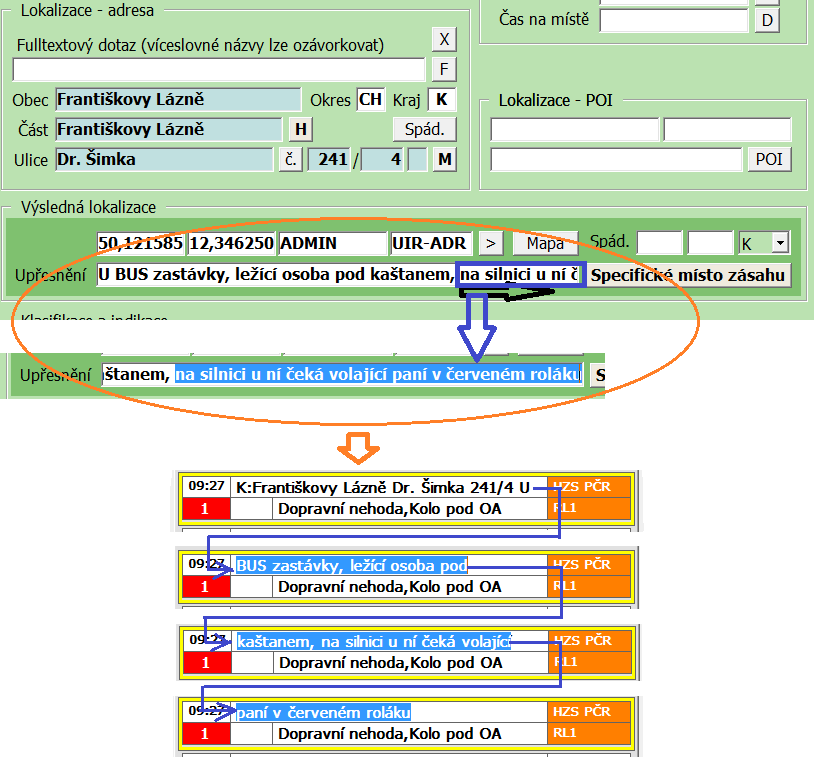 Lokalizace - adresa
Čas na místě D
Fulltextový dotaz (víceslovné názvy lze ozávorkovat) X
F
Obec Františkovy Lázně Okres CH Kraj K
Lokalizace - POI
Část Františkovy Lázně H Spád.
Ulice Dr. Šimka č. 241 / 4 M
POI
Výsledná lokalizace
50,121585 12,346250 ADMIN UIR-ADR > Mapa Spád. K
Upřesnění U BUS zastávky, ležící osoba pod kaštanem, na silnici u ní č Specifické místo zásahu
Klasifikace a indikace
Upřesnění aštanem, na silnici u ní čeká volající paní v červeném roláku S
09:27 K:Františkovy Lázně Dr. Šimka 241/4 U HZS PČR
1 Dopravní nehoda,Kolo pod OA RL1
09:27 BUS zastávky, ležící osoba pod HZS PČR
1 Dopravní nehoda,Kolo pod OA RL1
09:27 kaštanem, na silnici u ní čeká volající HZS PČR
1 Dopravní nehoda,Kolo pod OA RL1
09:27 paní v červeném roláku HZS PČR
1 Dopravní nehoda,Kolo pod OA RL1